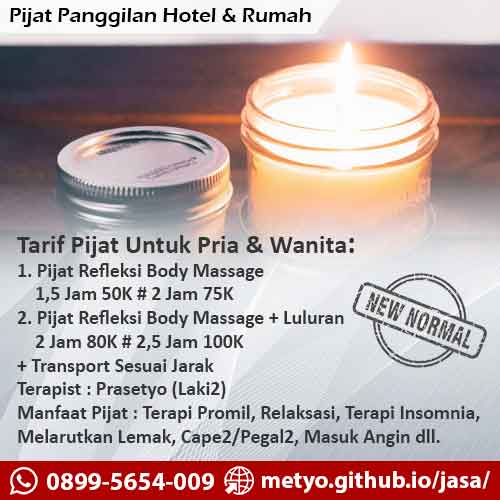 Pijat Panggilan Hotel & Rumah
Tarif Pijat Untuk Pria & Wanita:
1. Pijat Refleksi Body Massage
1,5 Jam 50K # 2 Jam 75K
2. Pijat Refleksi Body Massage + Luluran
2 Jam 80K # 2,5 Jam 100K
+ Transport Sesuai Jarak
Terapist : Prasetyo (Laki2)
Manfaat Pijat : Terapi Promil, Relaksasi, Terapi Insomnia,
Melarutkan Lemak, Cape2/Pegal2, Masuk Angin dll.
NEW NORMAL
0899-5654-009 metyo.github.io/jasa/